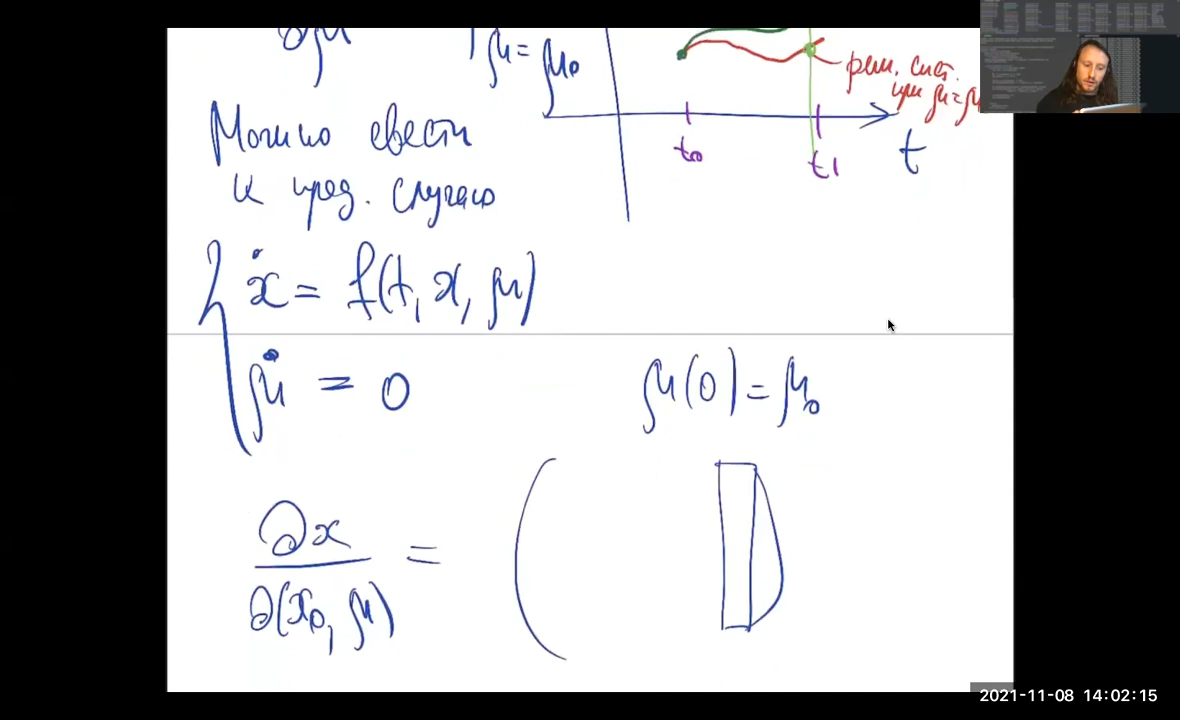 ∂μ
μ = μ₀
реш. сист.
при μ = μ
t₀
t₁
t
Можно свести
к пред. случаю
{ ẋ = f(t, x, μ)
μ̇ = 0
μ(0) = μ₀
∂x / ∂(x₀, μ) = ( )
2021-11-08 14:02:15